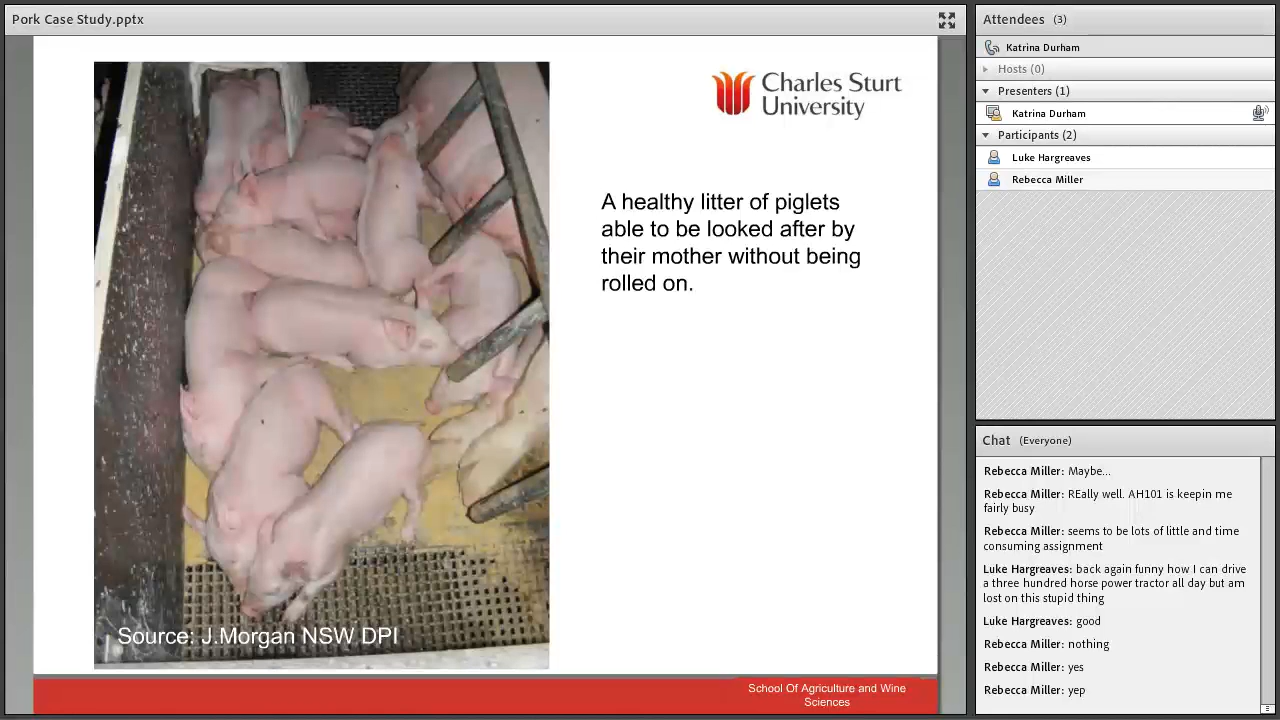 Pork Case Study.pptx
Charles Sturt
University
A healthy litter of piglets
able to be looked after by
their mother without being
rolled on.
Source: J.Morgan NSW DPI
School Of Agriculture and Wine
Sciences
Attendees (3)
Katrina Durham
Hosts (0)
Presenters (1)
Katrina Durham
Participants (2)
Luke Hargreaves
Rebecca Miller
Chat (Everyone)
Rebecca Miller: Maybe...
Rebecca Miller: REally well. AH101 is keepin me
fairly busy
Rebecca Miller: seems to be lots of little and time
consuming assignment
Luke Hargreaves: back again funny how I can drive
a three hundred horse power tractor all day but am
lost on this stupid thing
Luke Hargreaves: good
Rebecca Miller: nothing
Rebecca Miller: yes
Rebecca Miller: yep